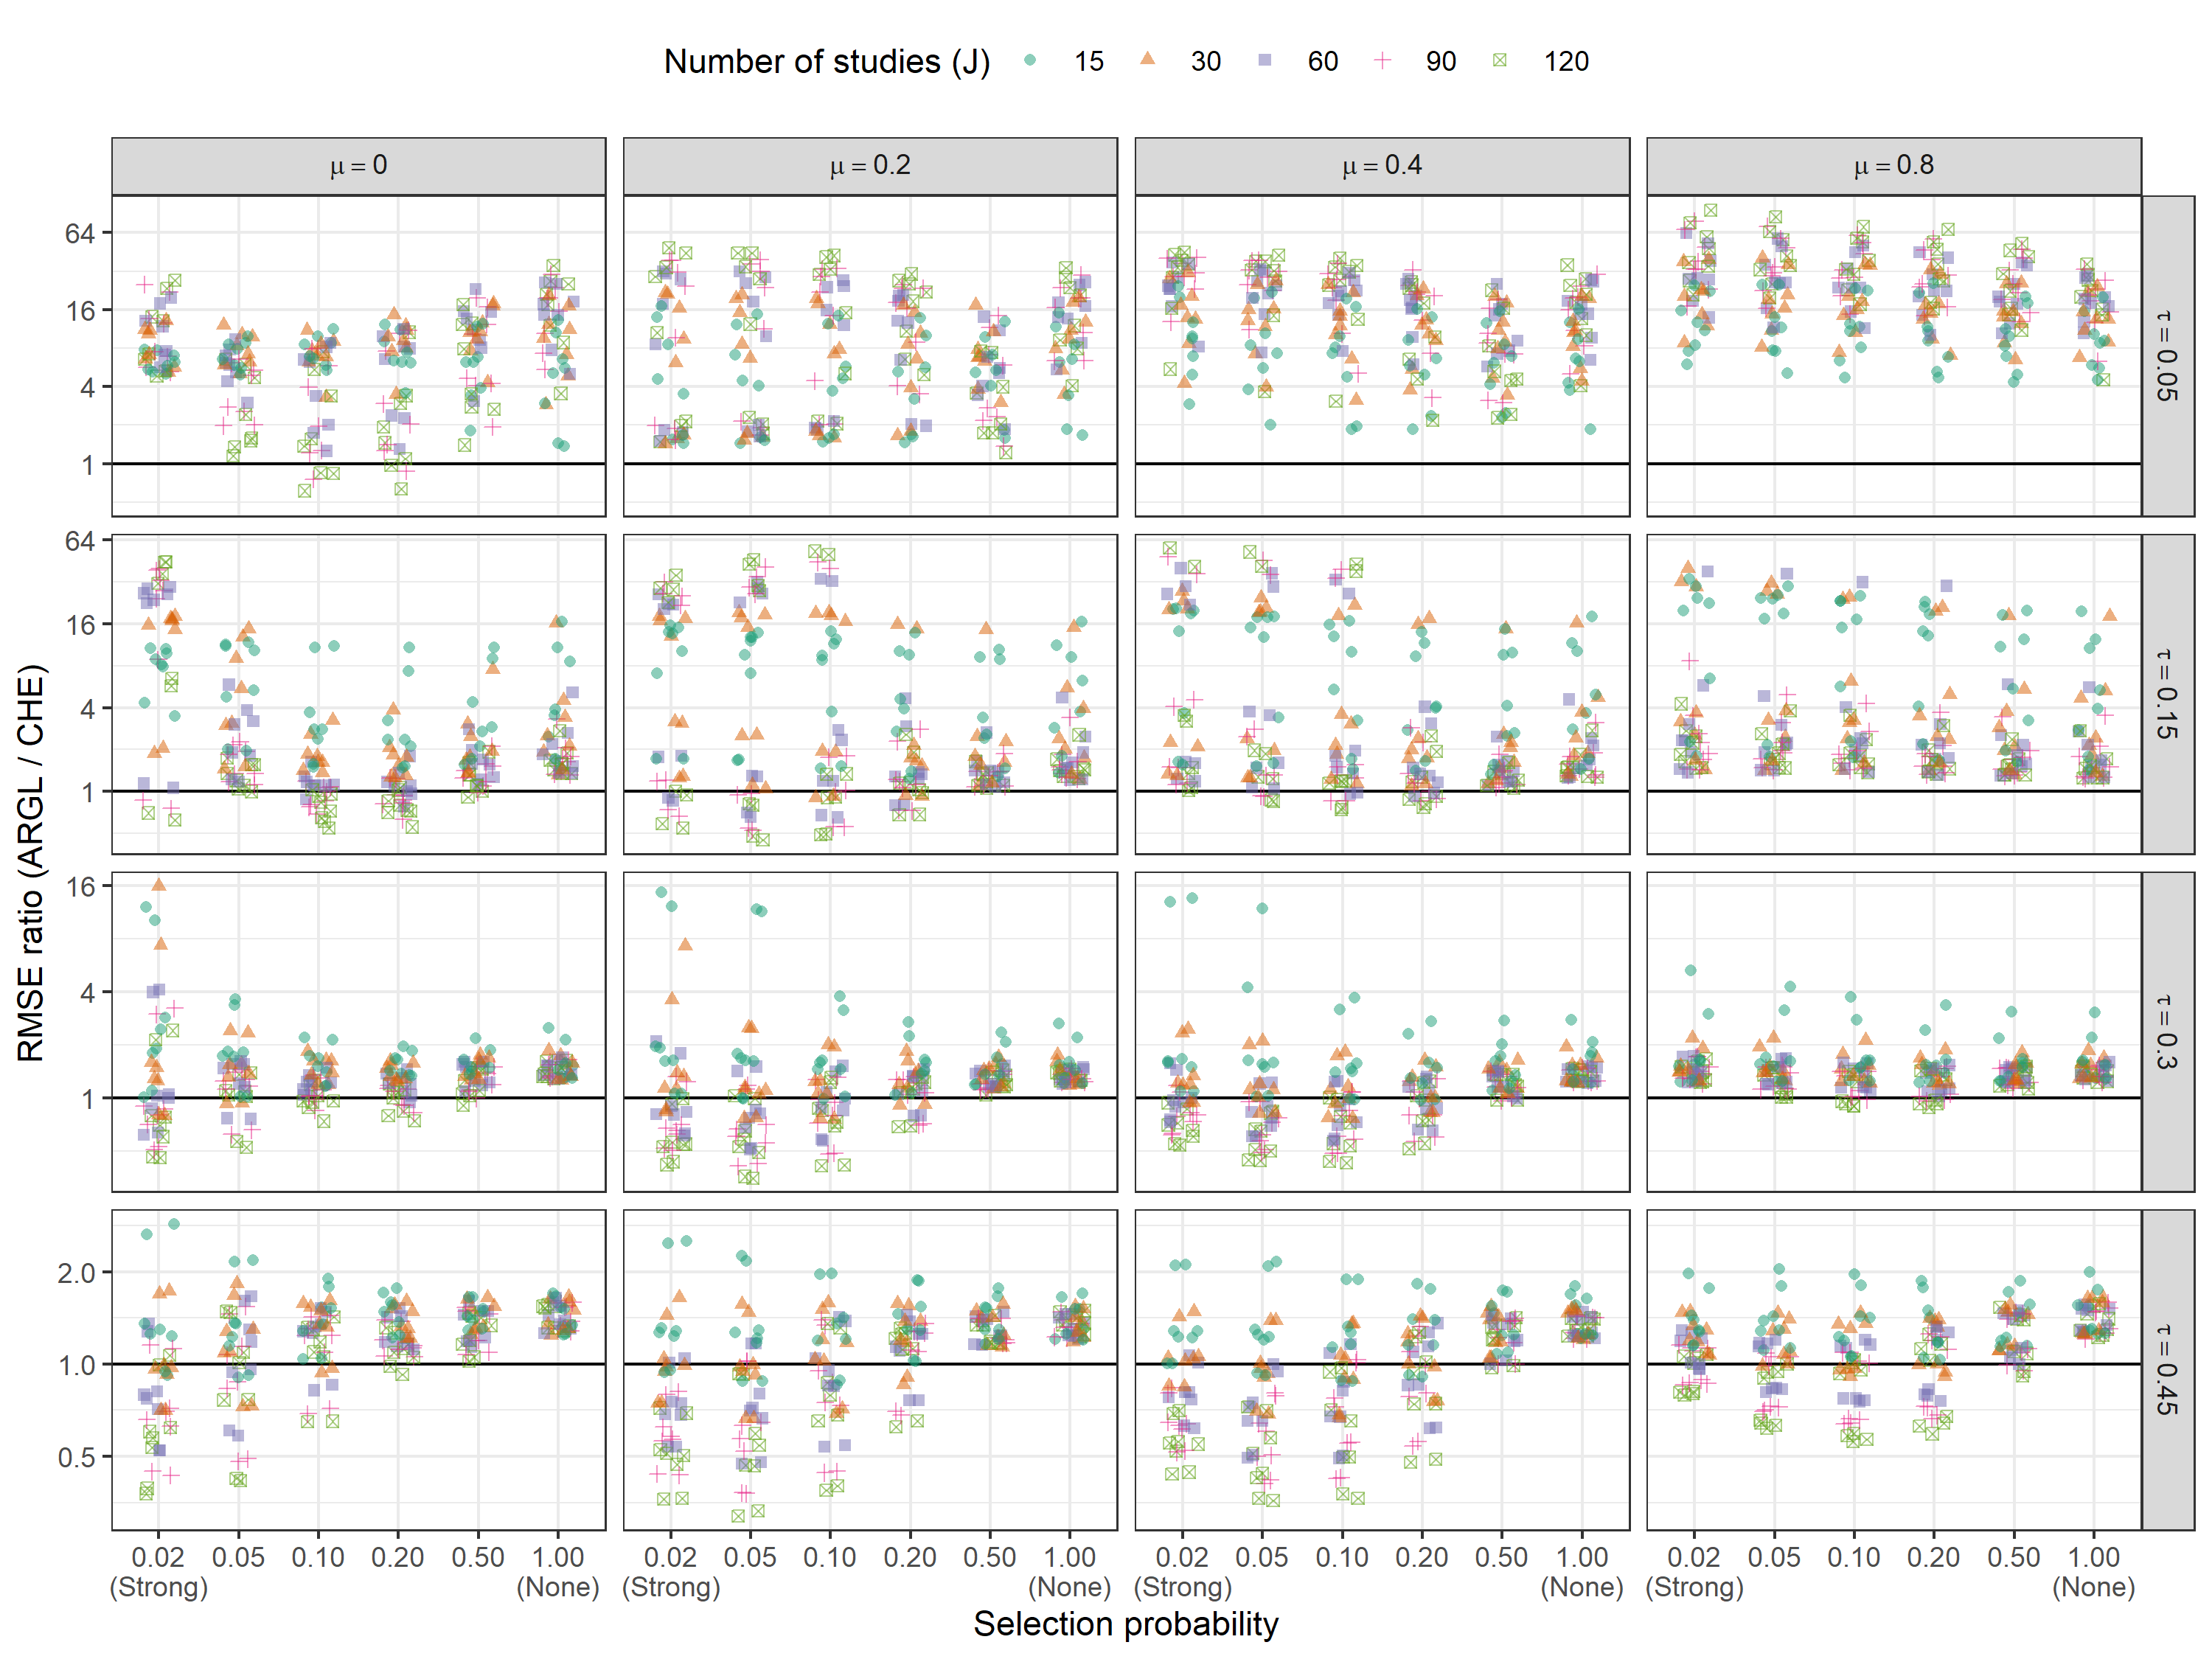 Number of studies (J) 15 30 60 90 120
μ = 0 μ = 0.2 μ = 0.4 μ = 0.8
64
16
4
1
τ = 0.05
64
16
4
1
τ = 0.15
16
4
1
τ = 0.3
2.0
1.0
0.5
τ = 0.45
RMSE ratio (ARGL / CHE)
0.02 0.05 0.10 0.20 0.50 1.00 0.02 0.05 0.10 0.20 0.50 1.00 0.02 0.05 0.10 0.20 0.50 1.00 0.02 0.05 0.10 0.20 0.50 1.00
(Strong) (None) (Strong) (None) (Strong) (None) (Strong) (None)
Selection probability